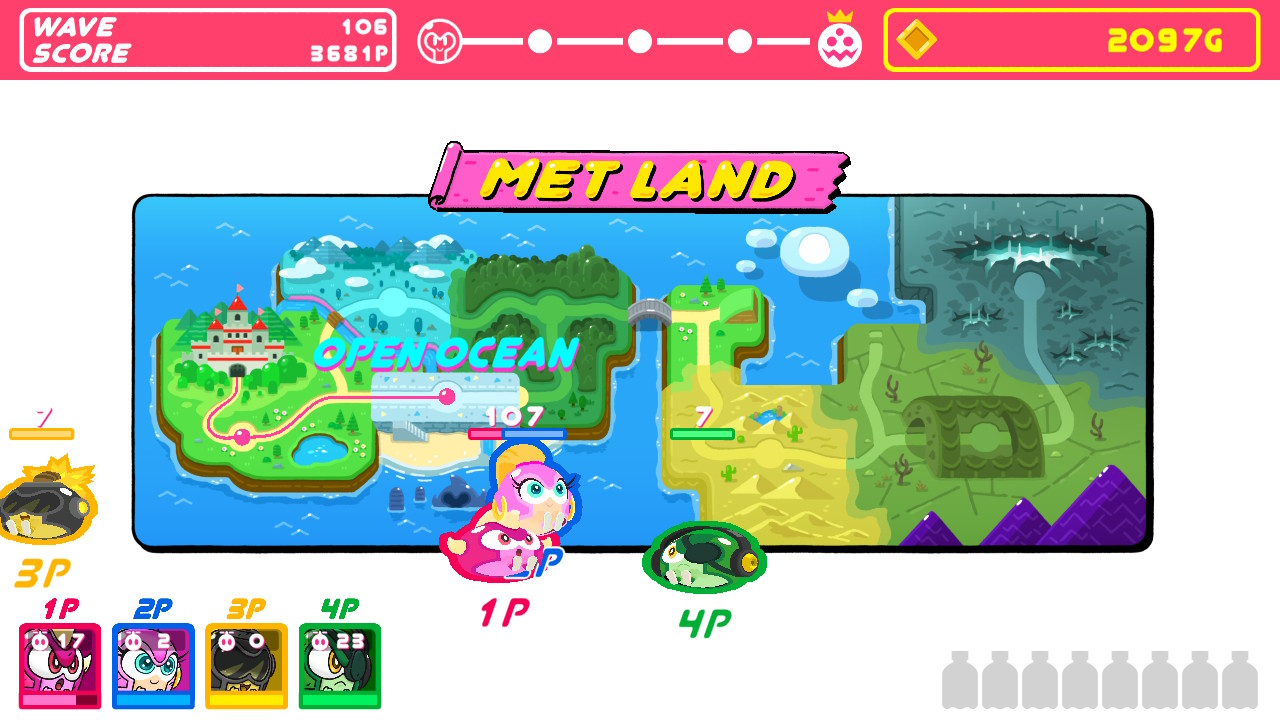 WAVE 106
SCORE 3681P
2097G
MET LAND
OPEN OCEAN
107
7
3P
1P
4P
1P 2P 3P 4P
17 2 0 23